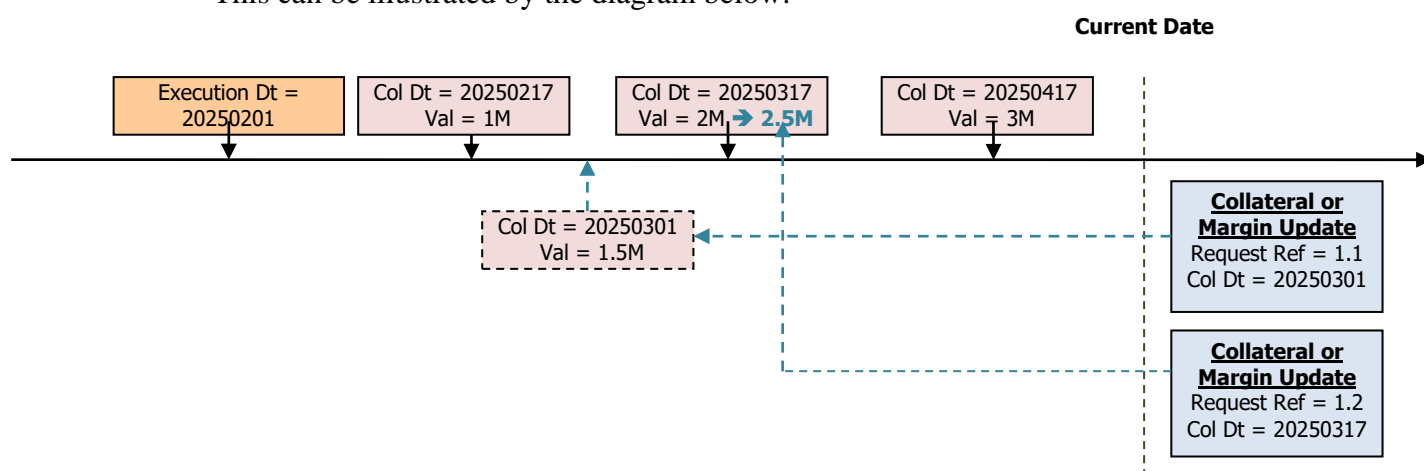 This can be illustrated by the diagram below.
Current Date
Execution Dt =
20250201
Col Dt = 20250217
Val = 1M
Col Dt = 20250317
Val = 2M ➔ 2.5M
Col Dt = 20250417
Val = 3M
Col Dt = 20250301
Val = 1.5M
Collateral or
Margin Update
Request Ref = 1.1
Col Dt = 20250301
Collateral or
Margin Update
Request Ref = 1.2
Col Dt = 20250317